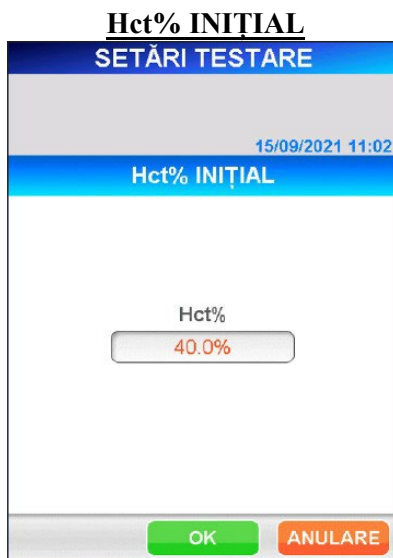 Hct% INIȚIAL
SETĂRI TESTARE
15/09/2021 11:02
Hct% INIȚIAL
Hct%
40.0%
OK
ANULARE